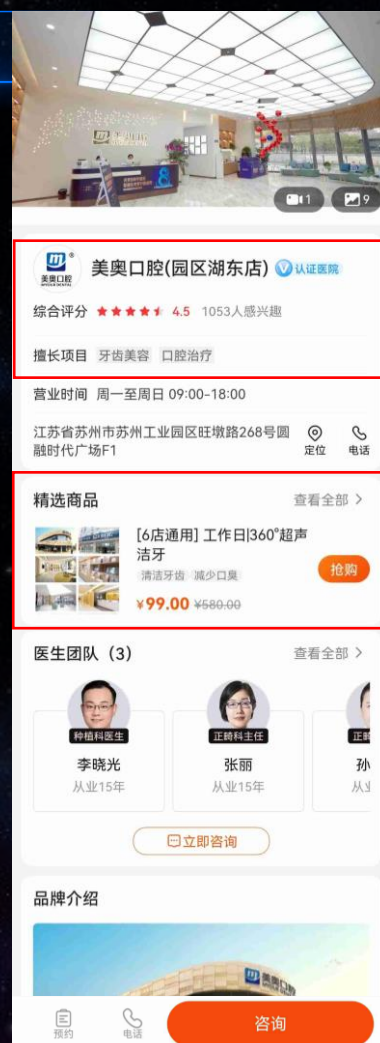 美奥口腔
1
9
美奥口腔
美奥口腔(园区湖东店) 认证医院
综合评分 4.5 1053人感兴趣
擅长项目 牙齿美容 口腔治疗
营业时间 周一至周日 09:00-18:00
江苏省苏州市苏州工业园区旺墩路268号圆
融时代广场F1
定位 电话
精选商品 查看全部 >
[6店通用] 工作日|360°超声
洁牙
清洁牙齿 减少口臭
抢购
¥99.00 ¥580.00
医生团队（3） 查看全部 >
种植科医生 正畸科主任 正畸
李晓光 张丽 孙
从业15年 从业15年 从业
立即咨询
品牌介绍
美奥口腔
预约 电话 咨询